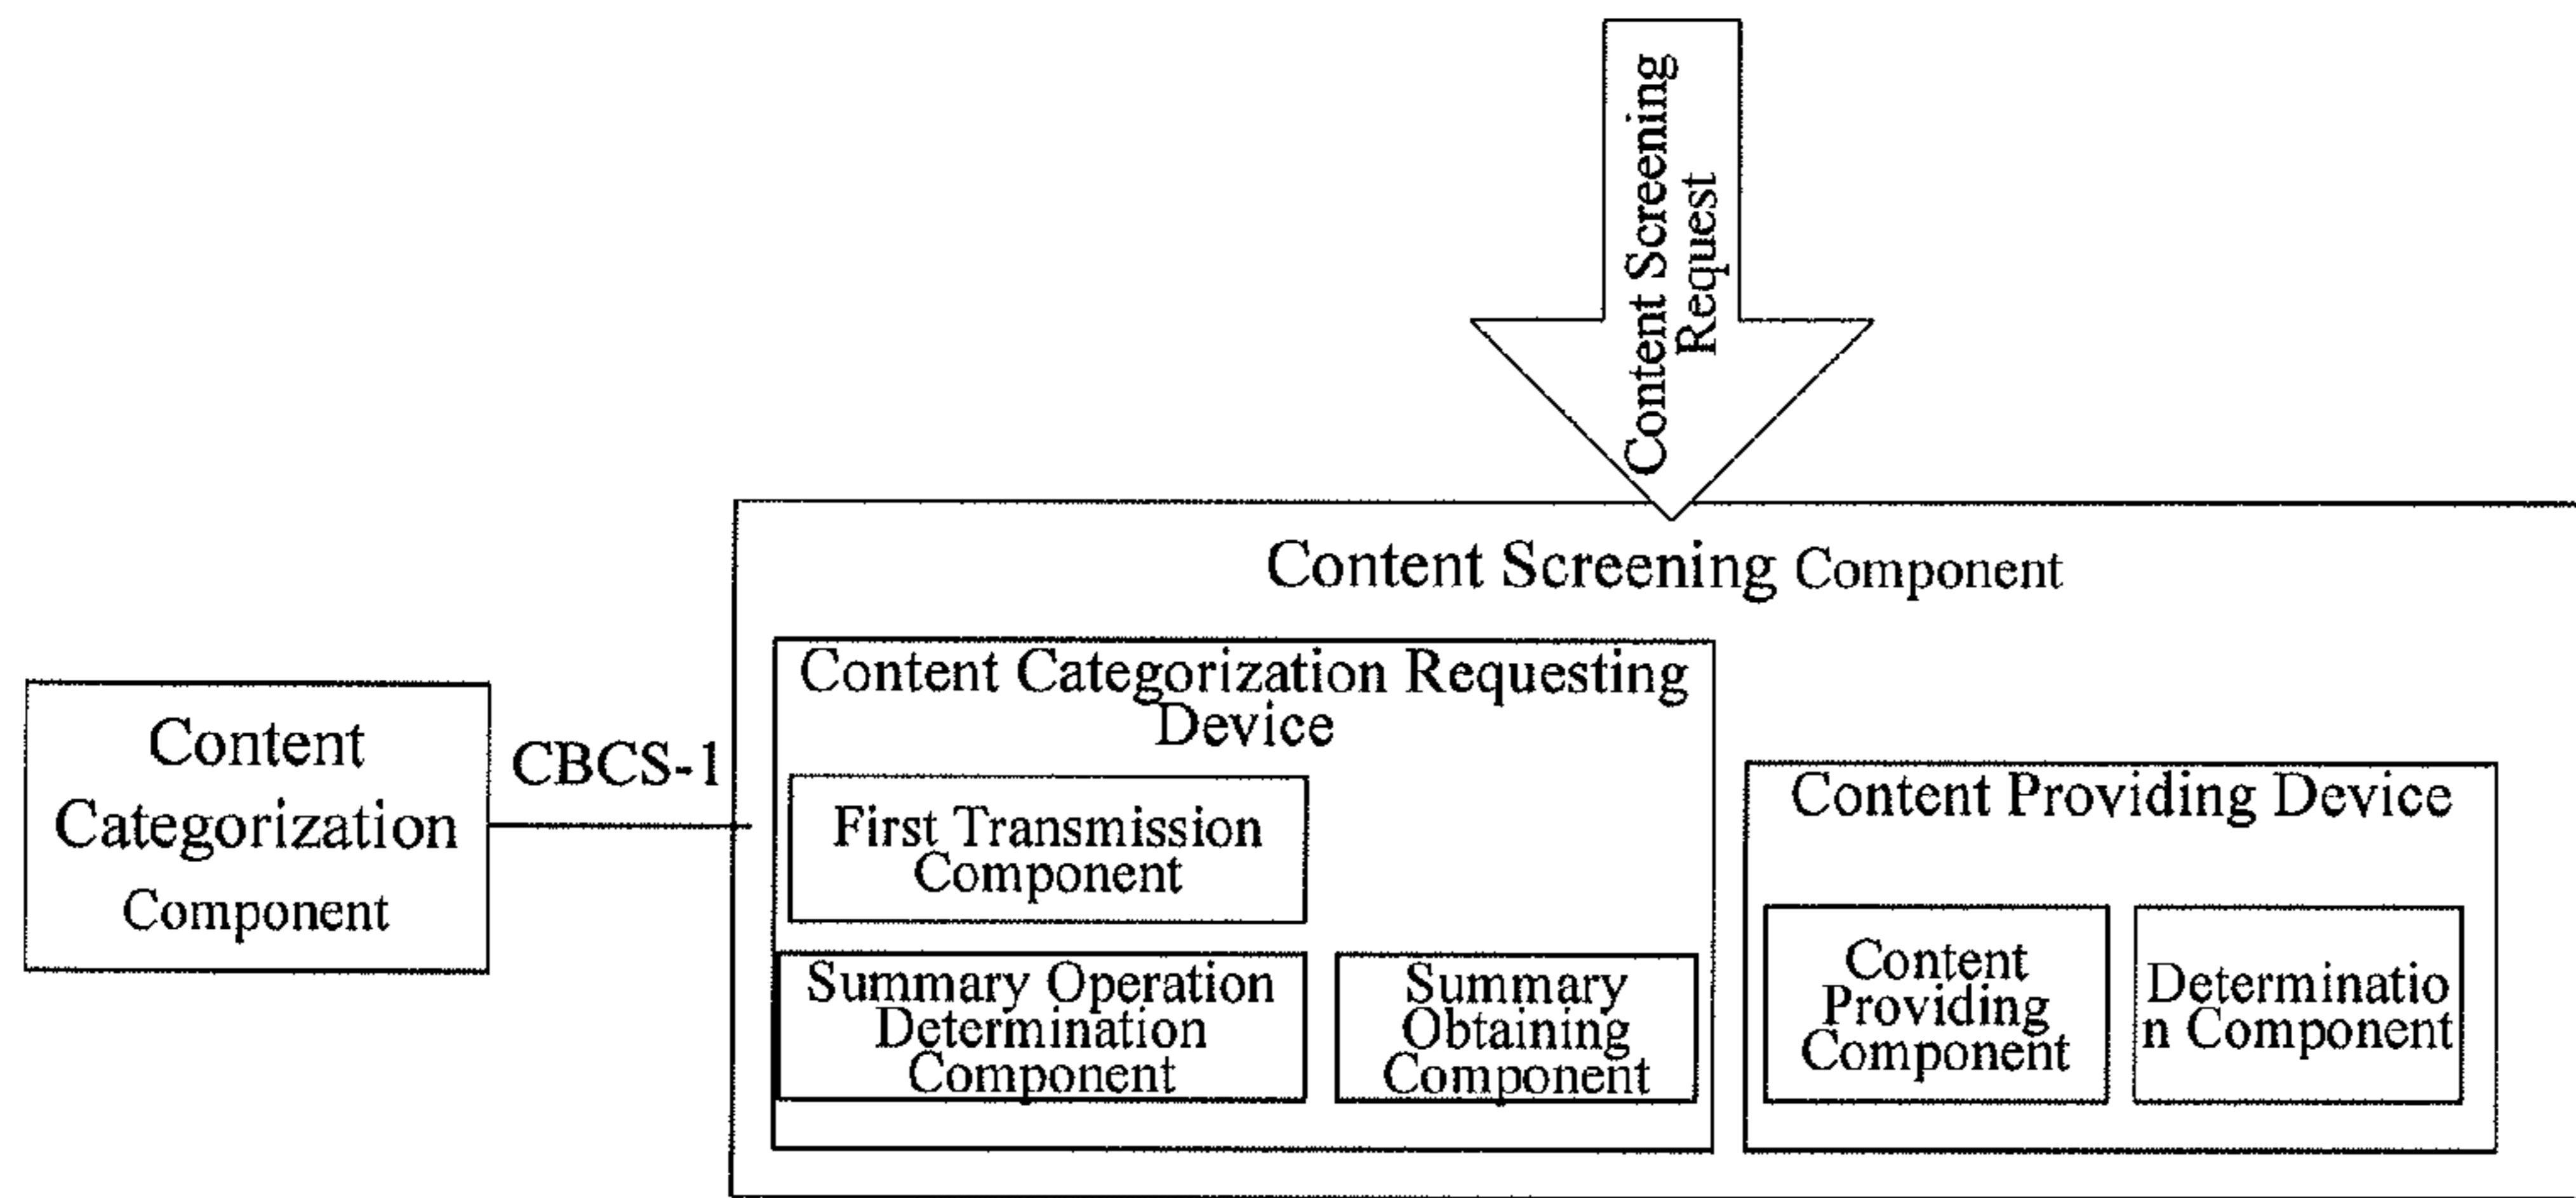 Content Screening
Request
Content Screening Component
Content Categorization Requesting
Device
Content
Categorization
Component
CBCS-1
First Transmission
Component
Summary Operation
Determination
Component
Summary
Obtaining
Component
Content Providing Device
Content
Providing
Component
Determinatio
n Component